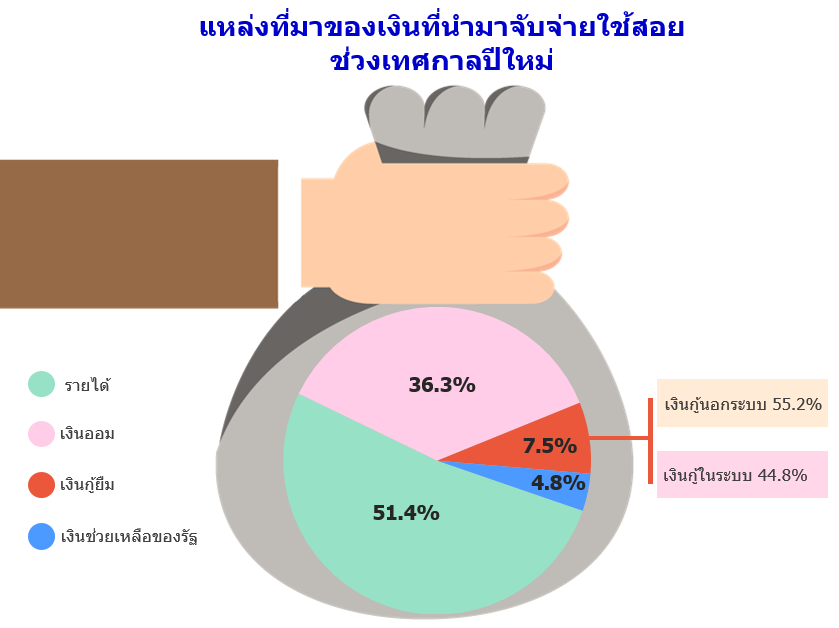 แหล่งที่มาของเงินที่นำมาจับจ่ายใช้สอย
ช่วงเทศกาลปีใหม่
36.3%
7.5%
4.8%
51.4%
รายได้
เงินออม
เงินกู้ยืม
เงินช่วยเหลือของรัฐ
เงินกู้นอกระบบ 55.2%
เงินกู้ในระบบ 44.8%